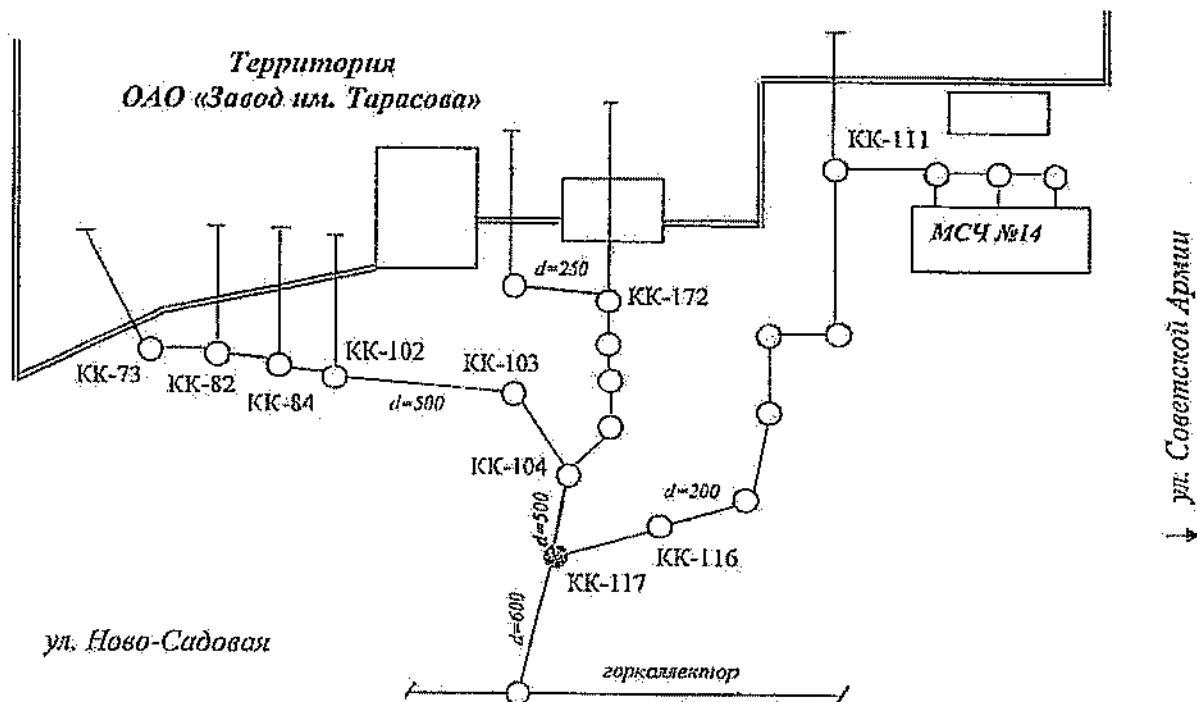 Территория
ОАО «Завод им. Тарасова»
КК-111
МСЧ №14
d=250
КК-172
КК-102
КК-103
КК-73
КК-82
КК-84
d=500
КК-104
d=200
d=500
КК-116
КК-117
ул. Советской Армии
d=600
ул. Ново-Садовая
горкаллектор